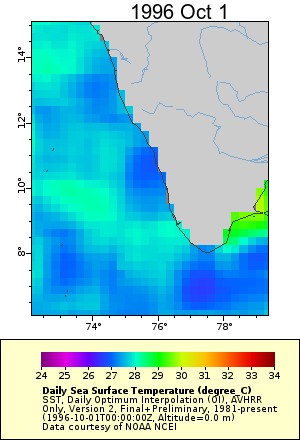 1996 Oct 1
14°
12°
10°
8°
74° 76° 78°
24 25 26 27 28 29 30 31 32 33 34
Daily Sea Surface Temperature (degree_C)
SST, Daily Optimum Interpolation (OI), AVHRR
Only, Version 2, Final+Preliminary, 1981-present
(1996-10-01T00:00:00Z, Altitude=0.0 m)
Data courtesy of NOAA NCEI